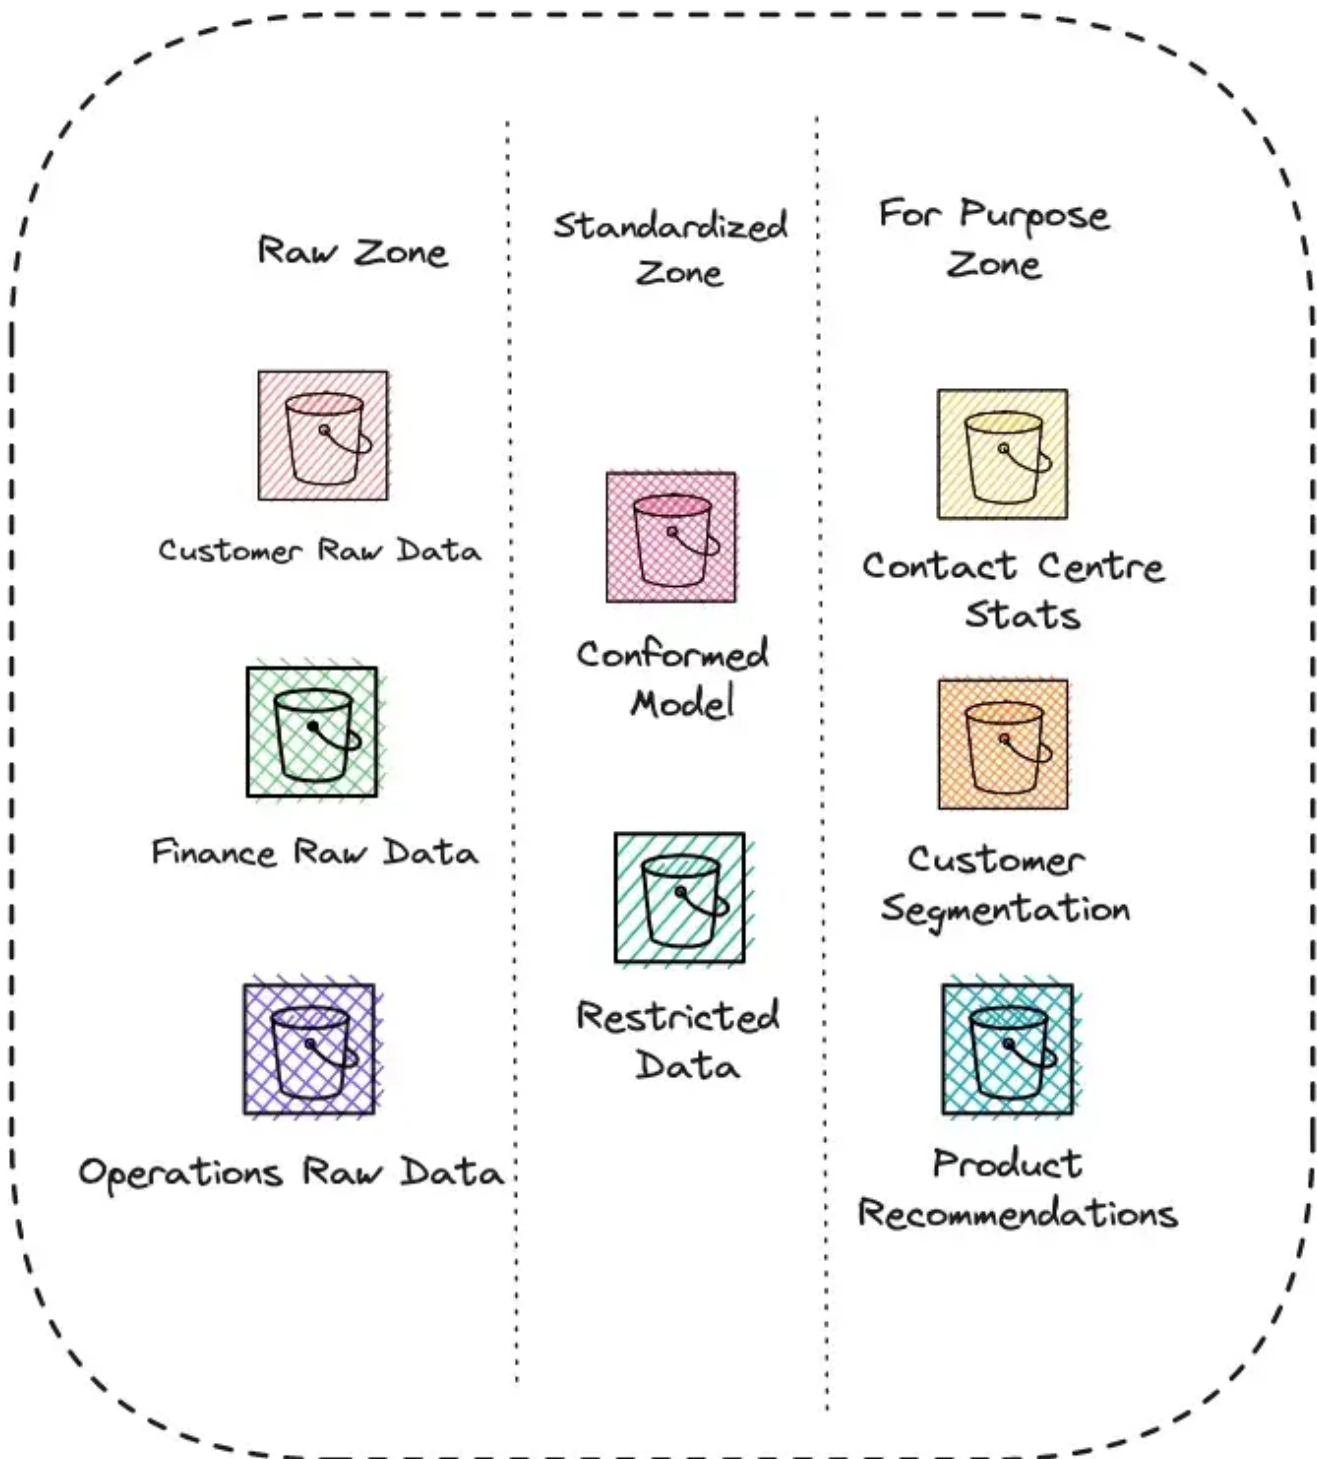 Raw Zone
Customer Raw Data
Finance Raw Data
Operations Raw Data
Standardized
Zone
Conformed
Model
Restricted
Data
For Purpose
Zone
Contact Centre
Stats
Customer
Segmentation
Product
Recommendations